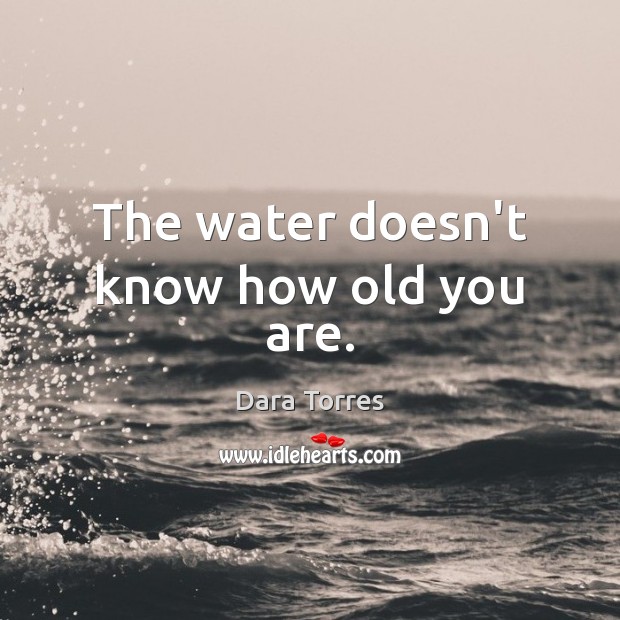 The water doesn't
know how old you
are.
Dara Torres
www.idlehearts.com